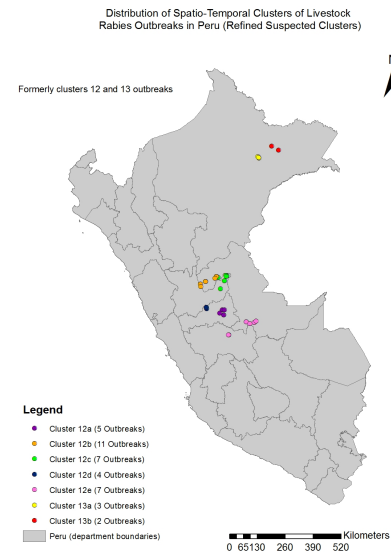 Distribution of Spatio-Temporal Clusters of Livestock
Rabies Outbreaks in Peru (Refined Suspected Clusters)
N
Formerly clusters 12 and 13 outbreaks
Legend
Cluster 12a (5 Outbreaks)
Cluster 12b (11 Outbreaks)
Cluster 12c (7 Outbreaks)
Cluster 12d (4 Outbreaks)
Cluster 12e (7 Outbreaks)
Cluster 13a (3 Outbreaks)
Cluster 13b (2 Outbreaks)
Peru (department boundaries)
Kilometers
0 65130 260 390 520